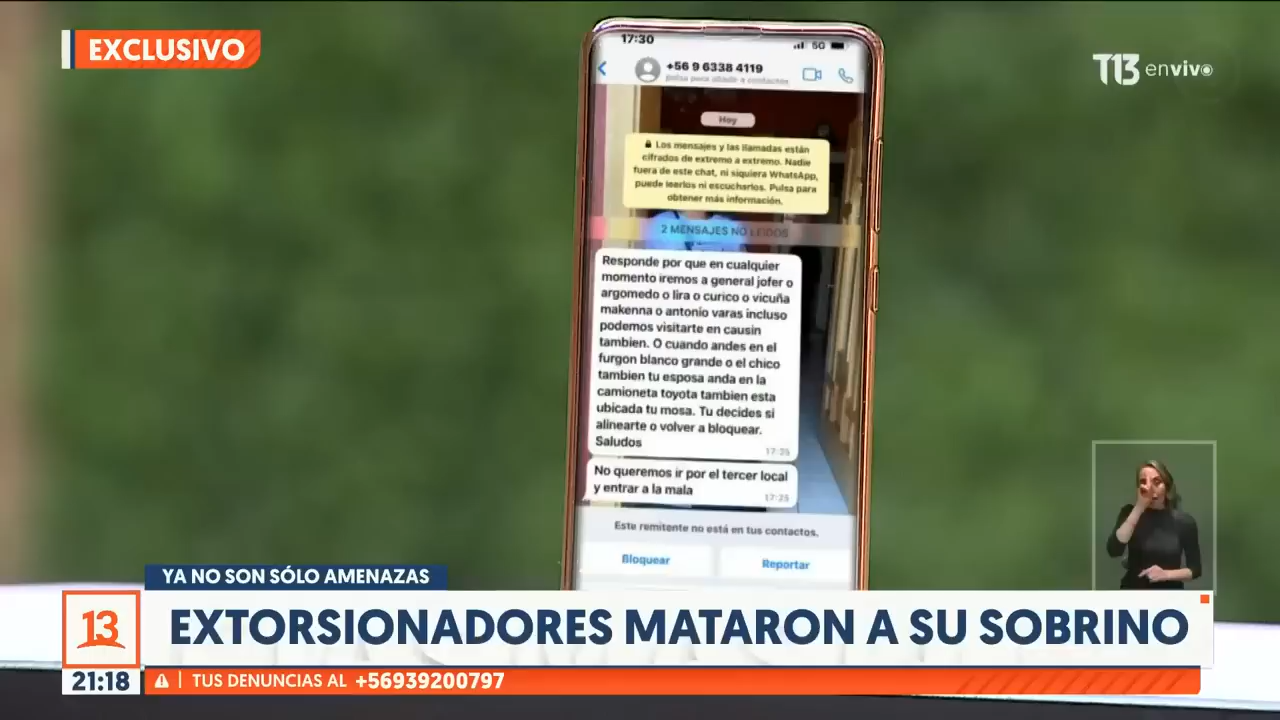 EXCLUSIVO
T13 envivo
17:30
5G
+56 9 6338 4119
pulsa para añadir a contactos
Hoy
Los mensajes y las llamadas están
cifrados de extremo a extremo. Nadie
fuera de este chat, ni siquiera WhatsApp,
puede leerlos ni escucharlos. Pulsa para
obtener más información.
2 MENSAJES NO LEÍDOS
Responde por que en cualquier
momento iremos a general jofer o
argomedo o lira o curico o vicuña
makenna o antonio varas incluso
podemos visitarte en causin
tambien. O cuando andes en el
furgon blanco grande o el chico
tambien tu esposa anda en la
camioneta toyota tambien esta
ubicada tu mosa. Tu decides si
alinearte o volver a bloquear.
Saludos
17:25
No queremos ir por el tercer local
y entrar a la mala
17:25
Este remitente no está en tus contactos.
Bloquear
Reportar
YA NO SON SÓLO AMENAZAS
13
EXTORSIONADORES MATARON A SU SOBRINO
21:18
TUS DENUNCIAS AL +56939200797